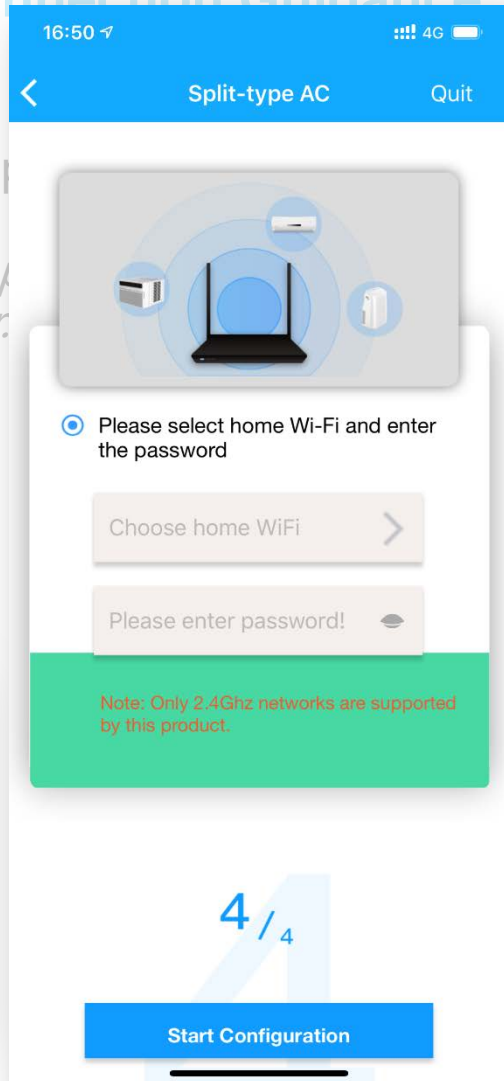 16:50
4G
Split-type AC
Quit
Please select home Wi-Fi and enter
the password
Choose home WiFi
Please enter password!
Note: Only 2.4Ghz networks are supported
by this product.
4/4
Start Configuration